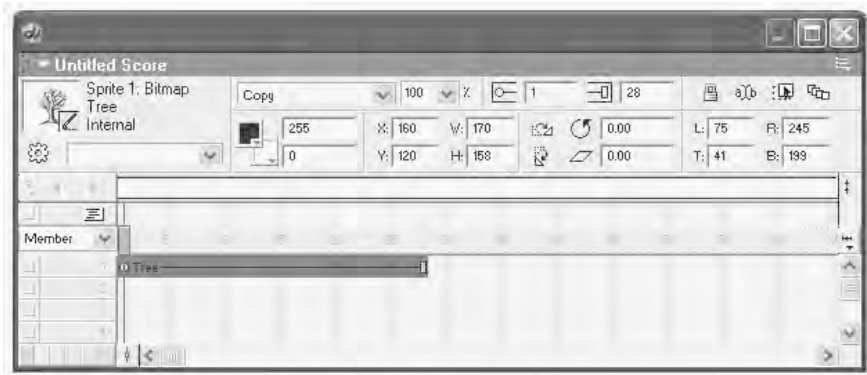 Untitled Score
Sprite 1: Bitmap
Tree
Internal
Copy 100 % 1 28
255 X: 160 W: 170 0.00 L: 75 R: 245
0 Y: 120 H: 158 0.00 T: 41 B: 199
Member
Tree